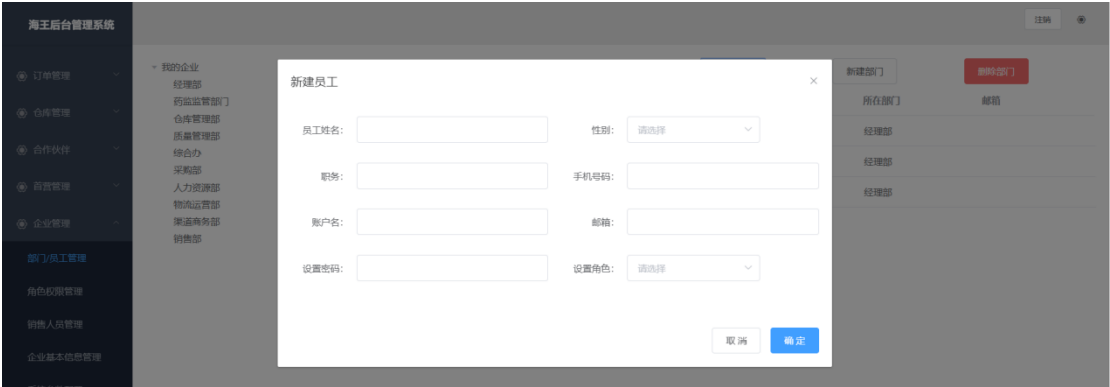 海王后台管理系统
注销
订单管理
仓库管理
合作伙伴
百营管理
企业管理
部门/员工管理
角色权限管理
销售人员管理
企业基本信息管理
我的企业
经理部
药监监管部门
仓库管理部
质量管理部
综合办
采购部
人力资源部
物流运营部
渠道商务部
销售部
新建部门
删除部门
所在部门
邮箱
经理部
经理部
经理部
新建员工
员工姓名:
性别:
请选择
职务:
手机号码:
账户名:
邮箱:
设置密码:
设置角色:
请选择
取 消
确 定